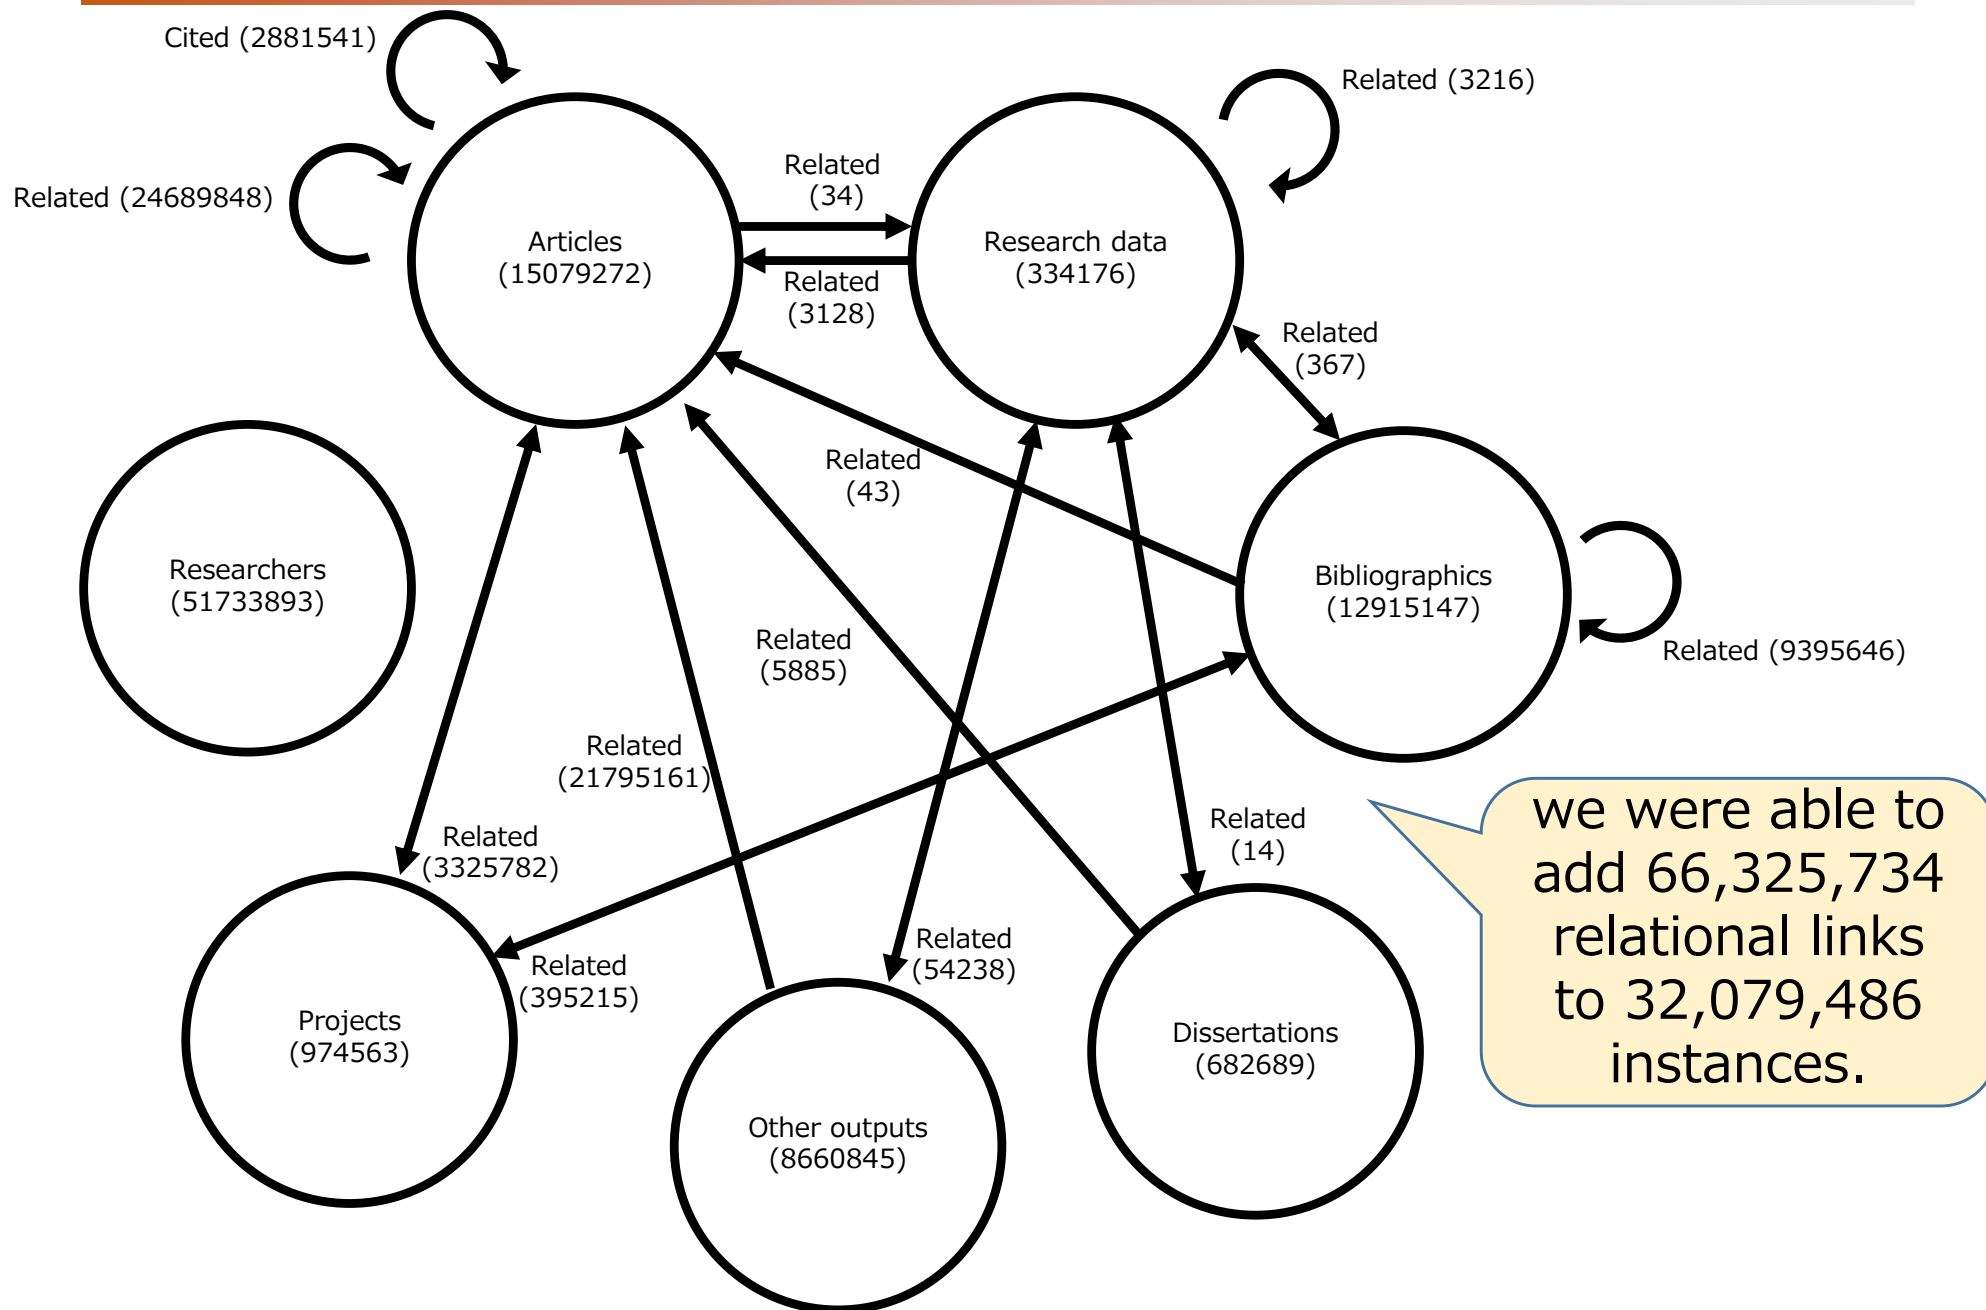 Cited (2881541)
Related (24689848)
Related (3216)
Related
(34)
Articles
(15079272)
Research data
(334176)
Related
(3128)
Related
(367)
Related
(43)
Researchers
(51733893)
Bibliographics
(12915147)
Related (9395646)
Related
(5885)
Related
(21795161)
Related
(3325782)
Related
(14)
we were able to
add 66,325,734
relational links
to 32,079,486
instances.
Related
(54238)
Related
(395215)
Projects
(974563)
Dissertations
(682689)
Other outputs
(8660845)